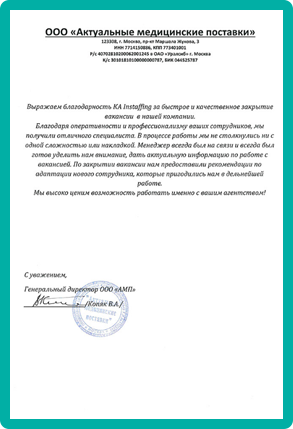 ООО «Актуальные медицинские поставки»
123308, г. Москва, пр-кт Маршала Жукова, 3
ИНН 7714150886, КПП 773401001
в ОАО «Уралсиб» г. Москва
БИК 044525787
Выражаем благодарность KA Instaffing за быстрое и качественное закрытие
вакансии в нашей компании.
Благодаря оперативности и профессионализму ваших сотрудников, мы
получили отличного специалиста. В процессе работы мы не столкнулись ни с
одной сложностью или накладкой. Менеджер всегда был на связи и всегда был
готов уделить нам внимание, дать актуальную информацию по работе с
вакансией. По закрытии вакансии нам предоставили рекомендации по
адаптации нового сотрудника, которые пригодились нам в дальнейшей
работе.
Мы высоко ценим возможность работать именно с вашим агентством!
С уважением,
Генеральный директор ООО «АМП»
/Копяк В.А./